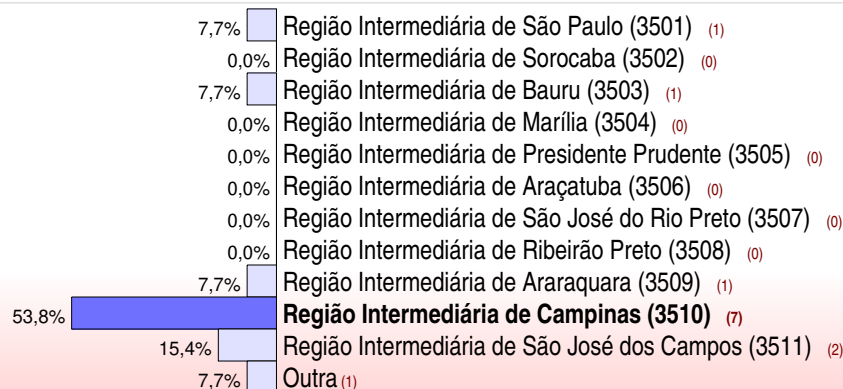 7,7% Região Intermediária de São Paulo (3501) (1)
0,0% Região Intermediária de Sorocaba (3502) (0)
7,7% Região Intermediária de Bauru (3503) (1)
0,0% Região Intermediária de Marília (3504) (0)
0,0% Região Intermediária de Presidente Prudente (3505) (0)
0,0% Região Intermediária de Araçatuba (3506) (0)
0,0% Região Intermediária de São José do Rio Preto (3507) (0)
0,0% Região Intermediária de Ribeirão Preto (3508) (0)
7,7% Região Intermediária de Araraquara (3509) (1)
53,8% Região Intermediária de Campinas (3510) (7)
15,4% Região Intermediária de São José dos Campos (3511) (2)
7,7% Outra (1)